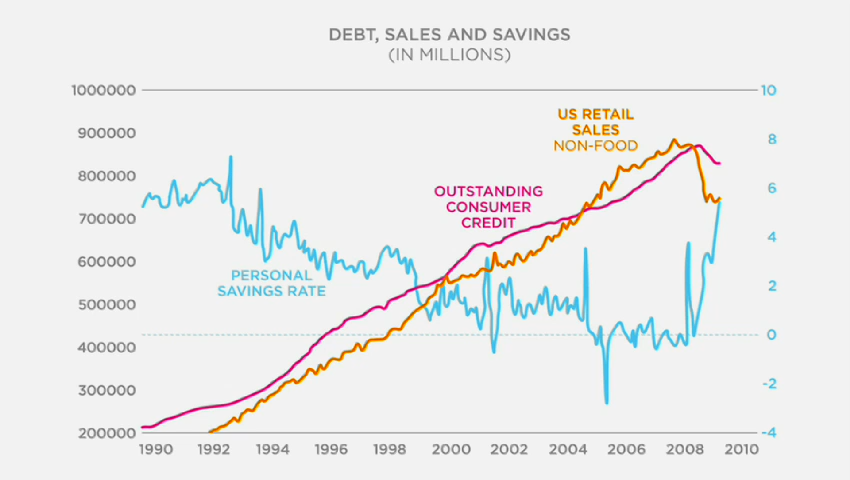 DEBT, SALES AND SAVINGS
(IN MILLIONS)
1000000
900000
800000
700000
600000
500000
400000
300000
200000
10
8
6
4
2
0
-2
-4
US RETAIL
SALES
NON-FOOD
OUTSTANDING
CONSUMER
CREDIT
PERSONAL
SAVINGS RATE
1990 1992 1994 1996 1998 2000 2002 2004 2006 2008 2010